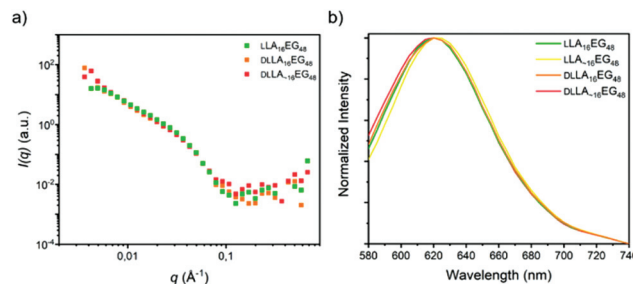 a)
I(q) (a.u.)
10²
10⁰
10⁻²
10⁻⁴
0,01
0,1
q (Å⁻¹)
LLA₁₆EG₄₈
DLLA₁₆EG₄₈
DLLA~₁₆EG₄₈
b)
Normalized Intensity
580 600 620 640 660 680 700 720 740
Wavelength (nm)
LLA₁₆EG₄₈
LLA~₁₆EG₄₈
DLLA₁₆EG₄₈
DLLA~₁₆EG₄₈